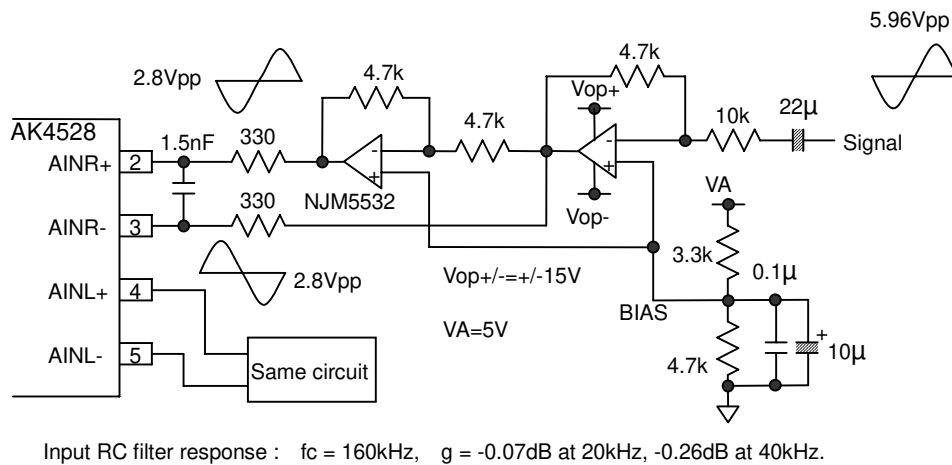 5.96Vpp
2.8Vpp
4.7k
4.7k
Vop+
22μ
10k
Signal
AK4528
1.5nF
330
4.7k
AINR+
2
-
+
NJM5532
-
+
Vop-
VA
AINR-
3
330
3.3k
0.1μ
2.8Vpp
Vop+/-=+/-15V
AINL+
4
BIAS
VA=5V
+
AINL-
5
Same circuit
4.7k
10μ
Input RC filter response : fc = 160kHz, g = -0.07dB at 20kHz, -0.26dB at 40kHz.